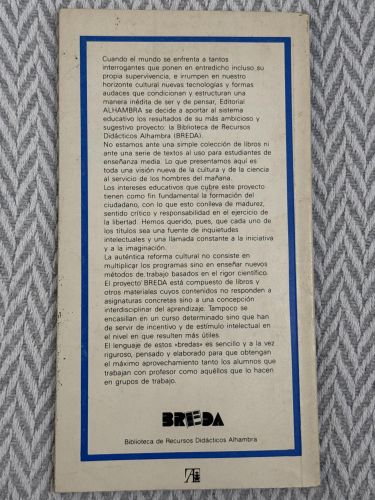 Cuando el mundo se enfrenta a tantos
interrogantes que ponen en entredicho incluso su
propia supervivencia, e irrumpen en nuestro
horizonte cultural nuevas tecnologías y formas
audaces que condicionan y estructuran una
manera inédita de ser y de pensar, Editorial
ALHAMBRA se decide a aportar al sistema
educativo los resultados de su más ambicioso y
sugestivo proyecto: la Biblioteca de Recursos
Didácticos Alhambra (BREDA).
No estamos ante una simple colección de libros ni
ante una serie de textos al uso para estudiantes de
enseñanza media. Lo que presentamos aquí es
toda una visión nueva de la cultura y de la ciencia
al servicio de los hombres del mañana.
Los intereses educativos que cubre este proyecto
tienen como fin fundamental la formación del
ciudadano, con lo que esto conlleva de madurez,
sentido crítico y responsabilidad en el ejercicio de
la libertad. Hemos querido, pues, que cada uno de
los títulos sea una fuente de inquietudes
intelectuales y una llamada constante a la iniciativa
y a la imaginación.
La auténtica reforma cultural no consiste en
multiplicar los programas sino en enseñar nuevos
métodos de trabajo basados en el rigor científico.
El proyecto BREDA está compuesto de libros y
otros materiales cuyos contenidos no responden a
asignaturas concretas sino a una concepción
interdisciplinar del aprendizaje. Tampoco se
encasillan en un curso determinado sino que han
de servir de incentivo y de estímulo intelectual en
el nivel en que resulten más útiles.
El lenguaje de estos «bredas» es sencillo y a la vez
riguroso, pensado y elaborado para que obtengan
el máximo aprovechamiento tanto los alumnos que
trabajan con profesor como aquéllos que lo hacen
en grupos de trabajo.
BREDA
Biblioteca de Recursos Didácticos Alhambra